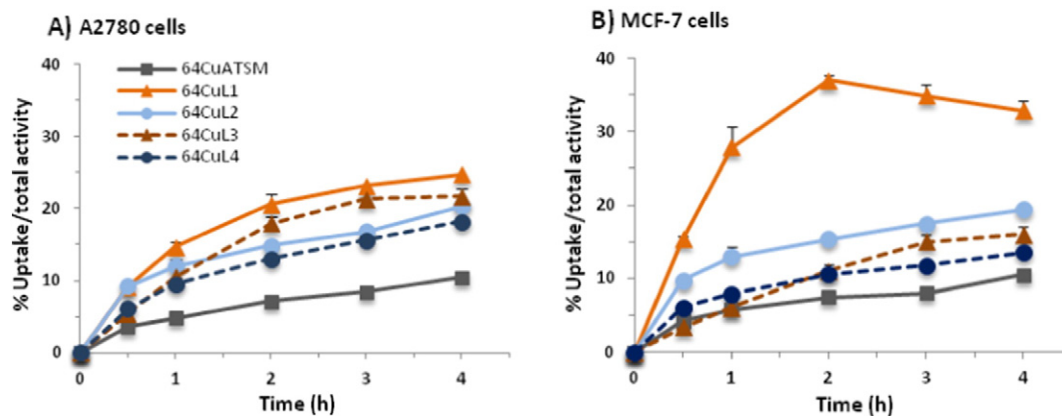 A) A2780 cells
40
30
20
10
0
% Uptake/total activity
64CuATSM
64CuL1
64CuL2
64CuL3
64CuL4
0 1 2 3 4
Time (h)
B) MCF-7 cells
40
30
20
10
0
% Uptake/total activity
0 1 2 3 4
Time (h)